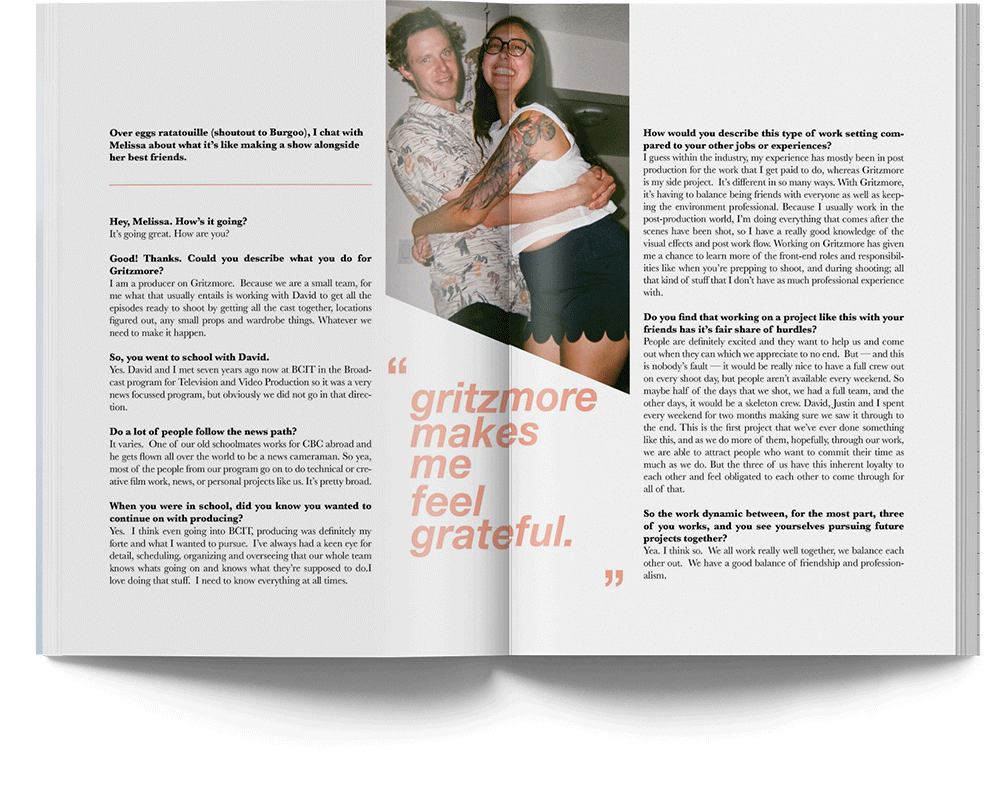 Over eggs ratatouille (shoutout to Burgoo), I chat with
Melissa about what it's like making a show alongside
her best friends.
Hey, Melissa. How's it going?
It's going great. How are you?
Good! Thanks. Could you describe what you do for
Gritzmore?
I am a producer on Gritzmore.  Because we are a small team, for
me what that usually entails is working with David to get all the
episodes ready to shoot by getting all the cast together, locations
figured out, any small props and wardrobe things. Whatever we
need to make it happen.
So, you went to school with David.
Yes. David and I met seven years ago now at BCIT in the Broad-
cast program for Television and Video Production so it was a very
news focussed program, but obviously we did not go in that direc-
tion.
Do a lot of people follow the news path?
It varies.  One of our old schoolmates works for CBC abroad and
he gets flown all over the world to be a news cameraman. So yea,
most of the people from our program go on to do technical or cre-
ative film work, news, or personal projects like us. It's pretty broad.
When you were in school, did you know you wanted to
continue on with producing?
Yes.  I think even going into BCIT, producing was definitely my
forte and what I wanted to pursue.  I've always had a keen eye for
detail, scheduling, organizing and overseeing that our whole team
knows whats going on and knows what they're supposed to do.I
love doing that stuff.  I need to know everything at all times.
“
gritzmore
makes
me
feel
grateful.
”
How would you describe this type of work setting com-
pared to your other jobs or experiences?
I guess within the industry, my experience has mostly been in post
production for the work that I get paid to do, whereas Gritzmore
is my side project.  It's different in so many ways. With Gritzmore,
it's having to balance being friends with everyone as well as keep-
ing the environment professional. Because I usually work in the
post-production world, I'm doing everything that comes after the
scenes have been shot, so I have a really good knowledge of the
visual effects and post work flow. Working on Gritzmore has given
me a chance to learn more of the front-end roles and responsibil-
ities like when you're prepping to shoot, and during shooting; all
that kind of stuff that I don't have as much professional experience
with.
Do you find that working on a project like this with your
friends has it's fair share of hurdles?
People are definitely excited and they want to help us and come
out when they can which we appreciate to no end.  But — and this
is nobody's fault — it would be really nice to have a full crew out
on every shoot day, but people aren't available every weekend. So
maybe half of the days that we shot, we had a full team, and the
other days, it would be a skeleton crew. David, Justin and I spent
every weekend for two months making sure we saw it through to
the end. This is the first project that we've ever done something
like this, and as we do more of them, hopefully, through our work,
we are able to attract people who want to commit their time as
much as we do. But the three of us have this inherent loyalty to
each other and feel obligated to each other to come through for
all of that.
So the work dynamic between, for the most part, three
of you works, and you see yourselves pursuing future
projects together?
Yea. I think so.  We all work really well together, we balance each
other out.  We have a good balance of friendship and profession-
alism.